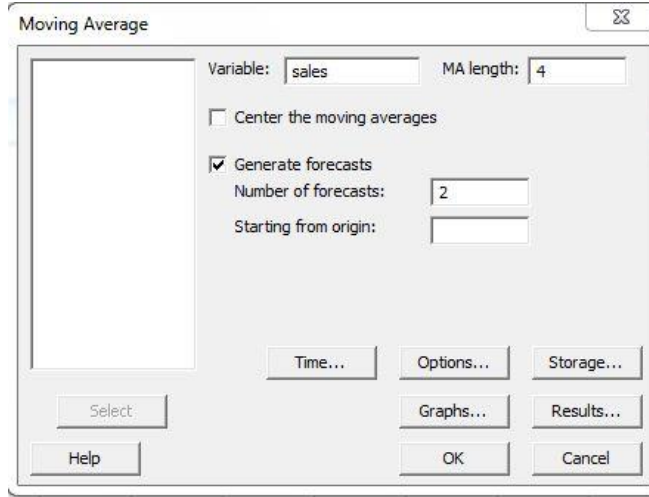 Moving Average
Variable: sales MA length: 4
Center the moving averages
Generate forecasts
Number of forecasts: 2
Starting from origin:
Time... Options... Storage...
Select Graphs... Results...
Help OK Cancel